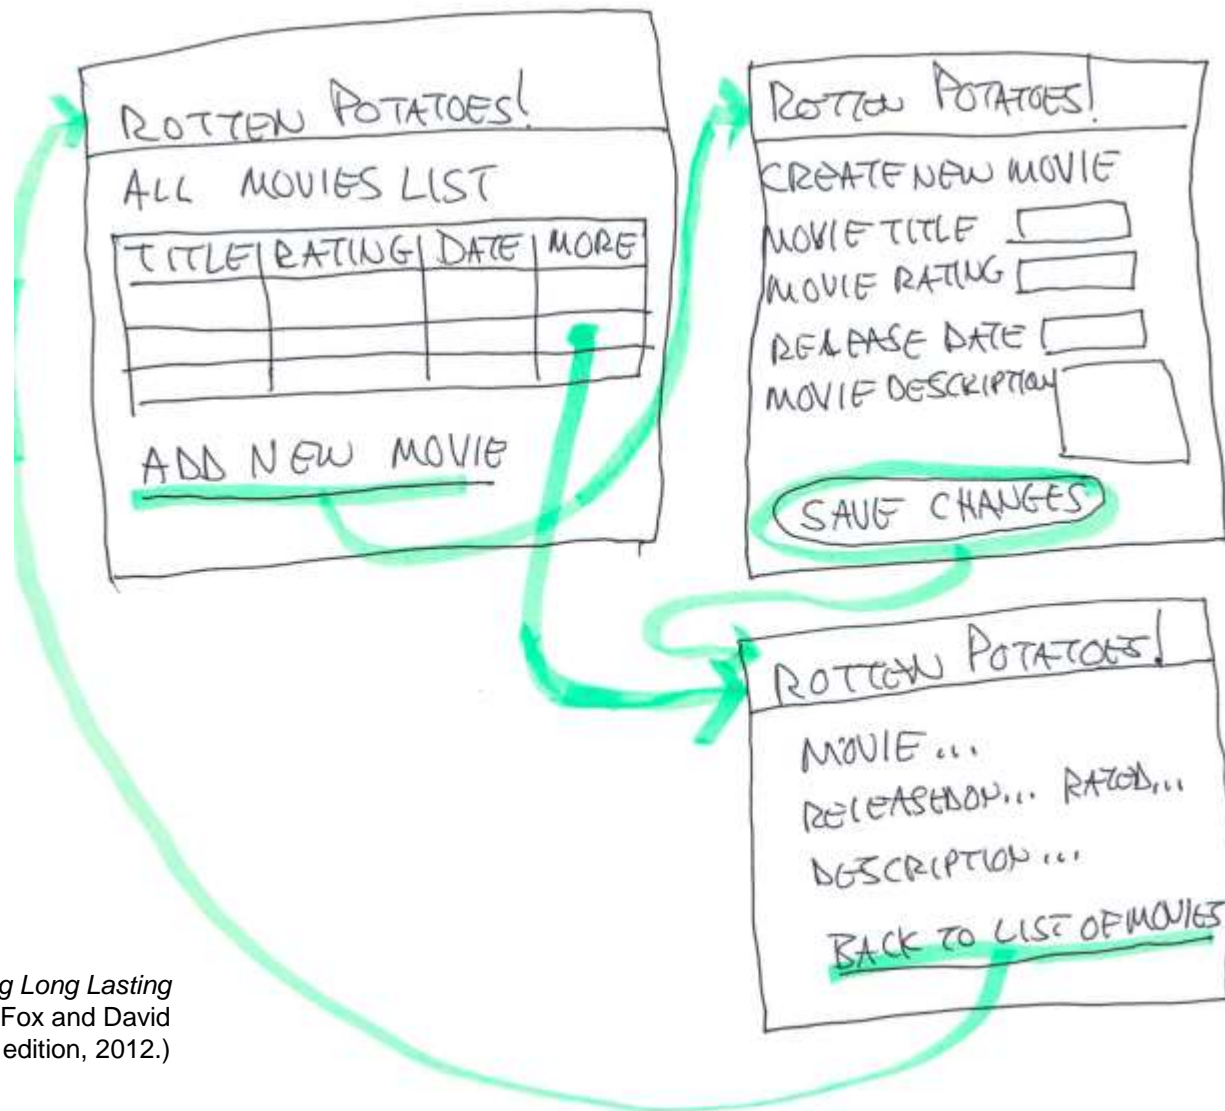 ROTTEN POTATOES!
ALL MOVIES LIST
TITLE RATING DATE MORE
ADD NEW MOVIE
ROTTEN POTATOES!
CREATE NEW MOVIE
MOVIE TITLE
MOVIE RATING
RELEASE DATE
MOVIE DESCRIPTION
SAVE CHANGES
ROTTEN POTATOES!
MOVIE ...
RELEASED ON... RATED...
DESCRIPTION ...
BACK TO LIST OF MOVIES
g Long Lasting
Fox and David
edition, 2012.)